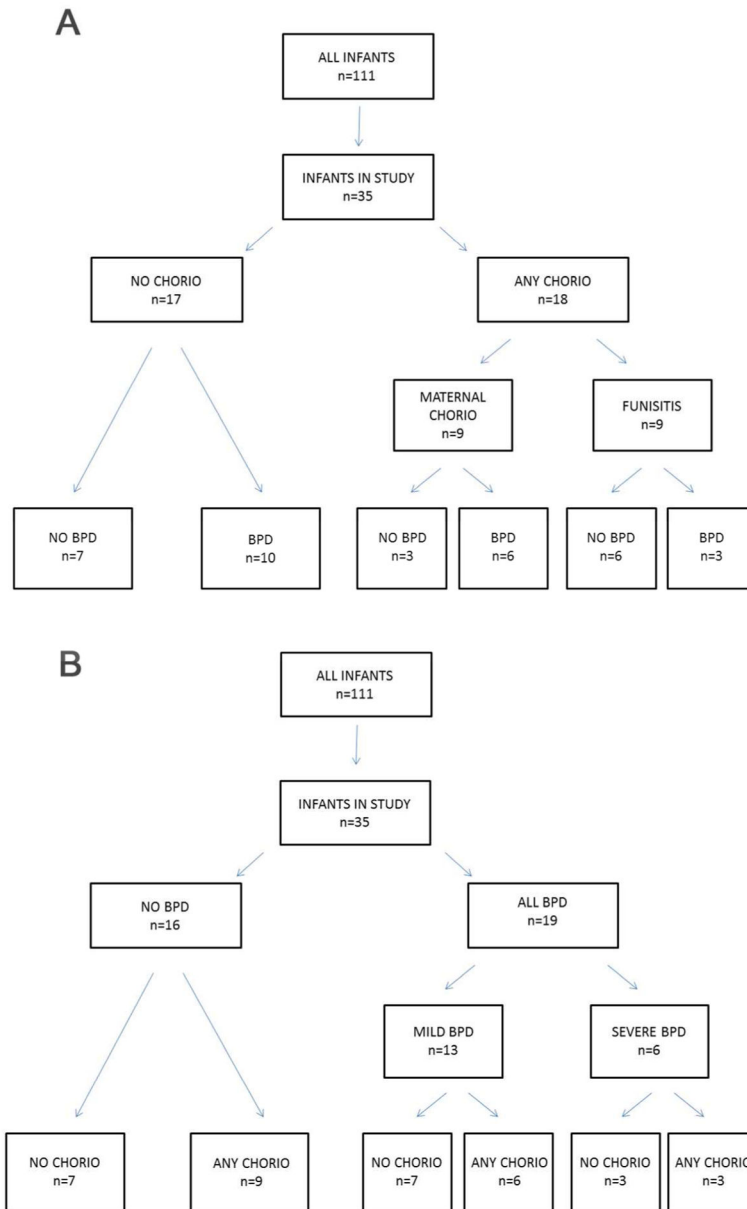 A
ALL INFANTS
n=111
INFANTS IN STUDY
n=35
NO CHORIO
n=17
ANY CHORIO
n=18
MATERNAL
CHORIO
n=9
FUNISITIS
n=9
NO BPD
n=7
BPD
n=10
NO BPD
n=3
BPD
n=6
NO BPD
n=6
BPD
n=3
B
ALL INFANTS
n=111
INFANTS IN STUDY
n=35
NO BPD
n=16
ALL BPD
n=19
MILD BPD
n=13
SEVERE BPD
n=6
NO CHORIO
n=7
ANY CHORIO
n=9
NO CHORIO
n=7
ANY CHORIO
n=6
NO CHORIO
n=3
ANY CHORIO
n=3